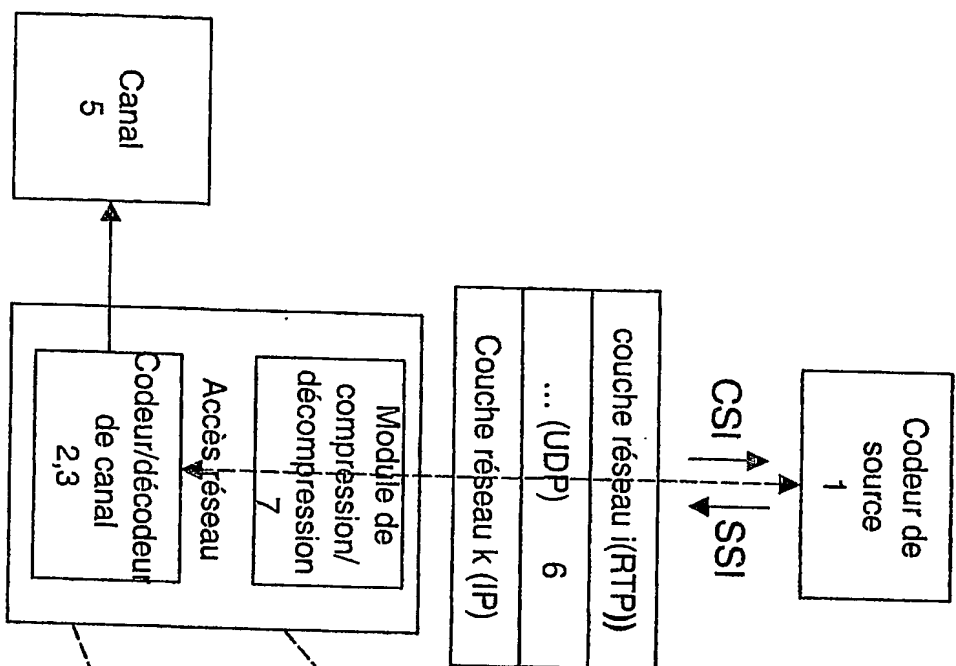 Codeur de
source
1
CSI
SSI
couche réseau i(RTP))
... (UDP) 6
Couche réseau k (IP)
Module de
compression/
décompression
7
Accès réseau
Codeur/décodeur
de canal
2,3
Canal
5